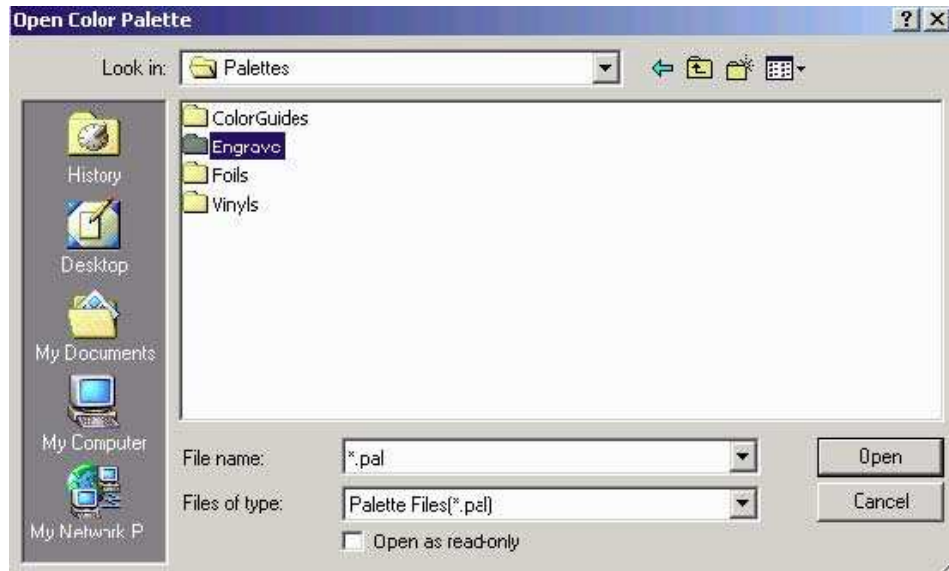 Open Color Palette
Look in: Palettes
ColorGuides
Engrave
Foils
Vinyls
History
Desktop
My Documents
My Computer
My Network P
File name: *.pal
Open
Files of type: Palette Files(*.pal)
Cancel
Open as read-only